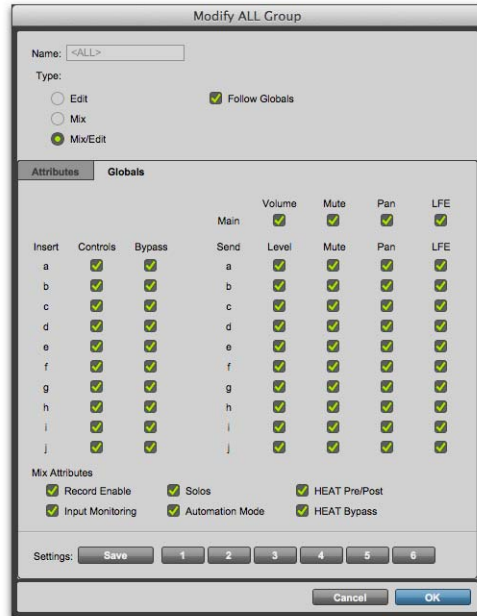 Modify ALL Group
Name: <ALL>
Type:
Edit Follow Globals
Mix
Mix/Edit
Attributes Globals
Volume Mute Pan LFE
Main
Insert Controls Bypass Send Level Mute Pan LFE
a a
b b
c c
d d
e e
f f
g g
h h
i i
j j
Mix Attributes
Record Enable Solos HEAT Pre/Post
Input Monitoring Automation Mode HEAT Bypass
Settings: Save 1 2 3 4 5 6
Cancel OK